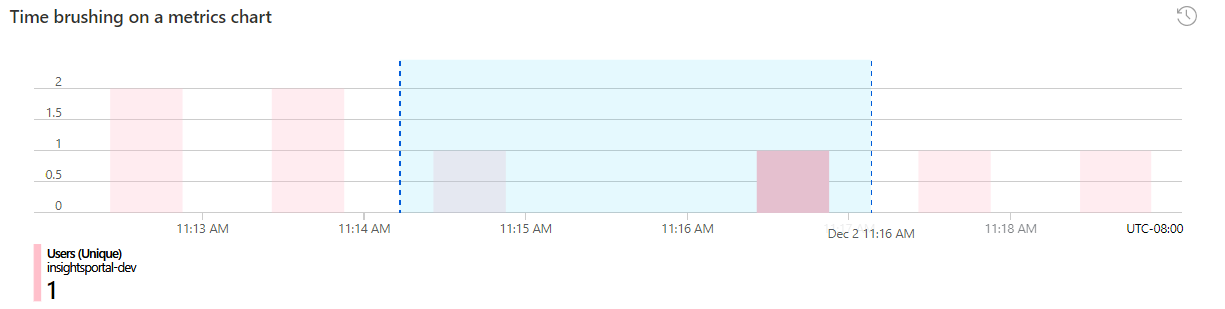 Time brushing on a metrics chart
2
1.5
1
0.5
0
11:13 AM 11:14 AM 11:15 AM 11:16 AM Dec 2 11:16 AM 11:18 AM UTC-08:00
Users (Unique)
insightsportal-dev
1